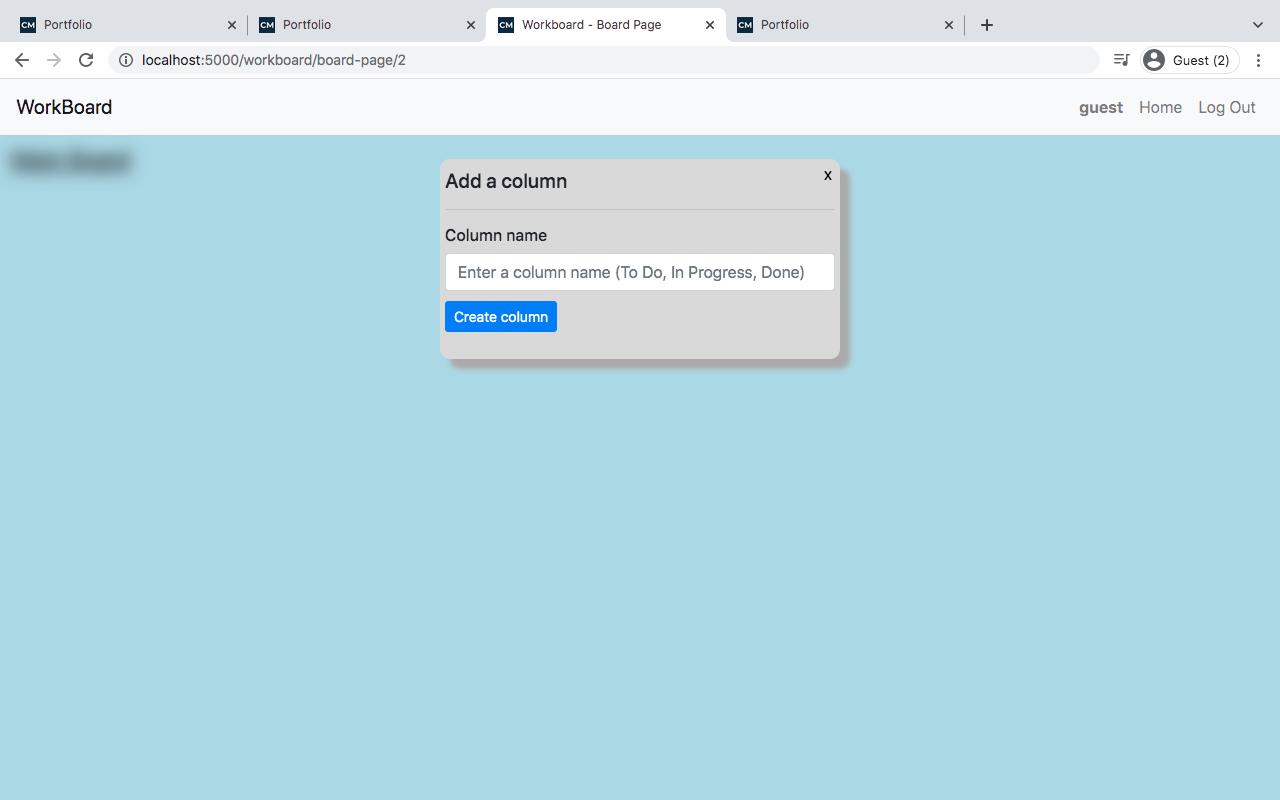 CM Portfolio
CM Portfolio
CM Workboard - Board Page
CM Portfolio
localhost:5000/workboard/board-page/2
Guest (2)
WorkBoard
guest Home Log Out
Add a column
x
Column name
Enter a column name (To Do, In Progress, Done)
Create column